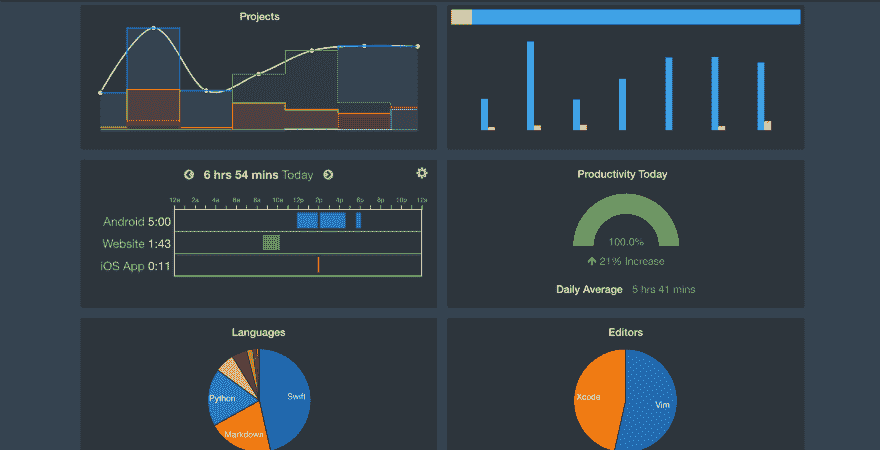 Projects
6 hrs 54 mins Today
12a 2a 4a 6a 8a 10a 12p 2p 4p 6p 8p 10p 12a
Android 5:00
Website 1:43
iOS App 0:11
Productivity Today
100.0%
21% Increase
Daily Average 5 hrs 41 mins
Languages
Swift
Python
Markdown
Editors
Xcode
Vim